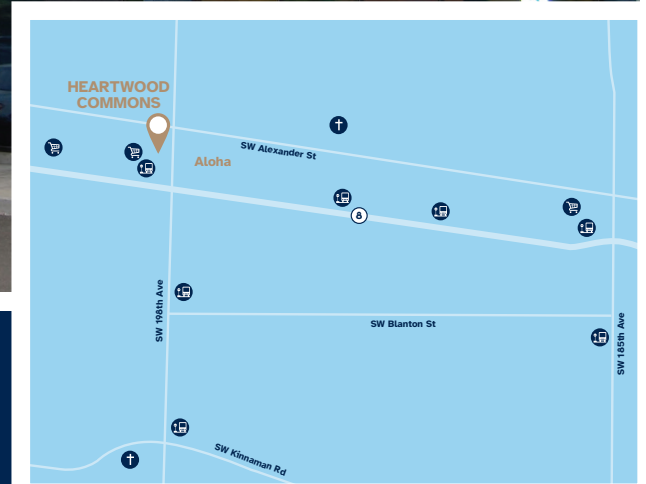 HEARTWOOD
COMMONS
SW Alexander St
Aloha
8
SW 198th Ave
SW Blanton St
SW 185th Ave
SW Kinnaman Rd